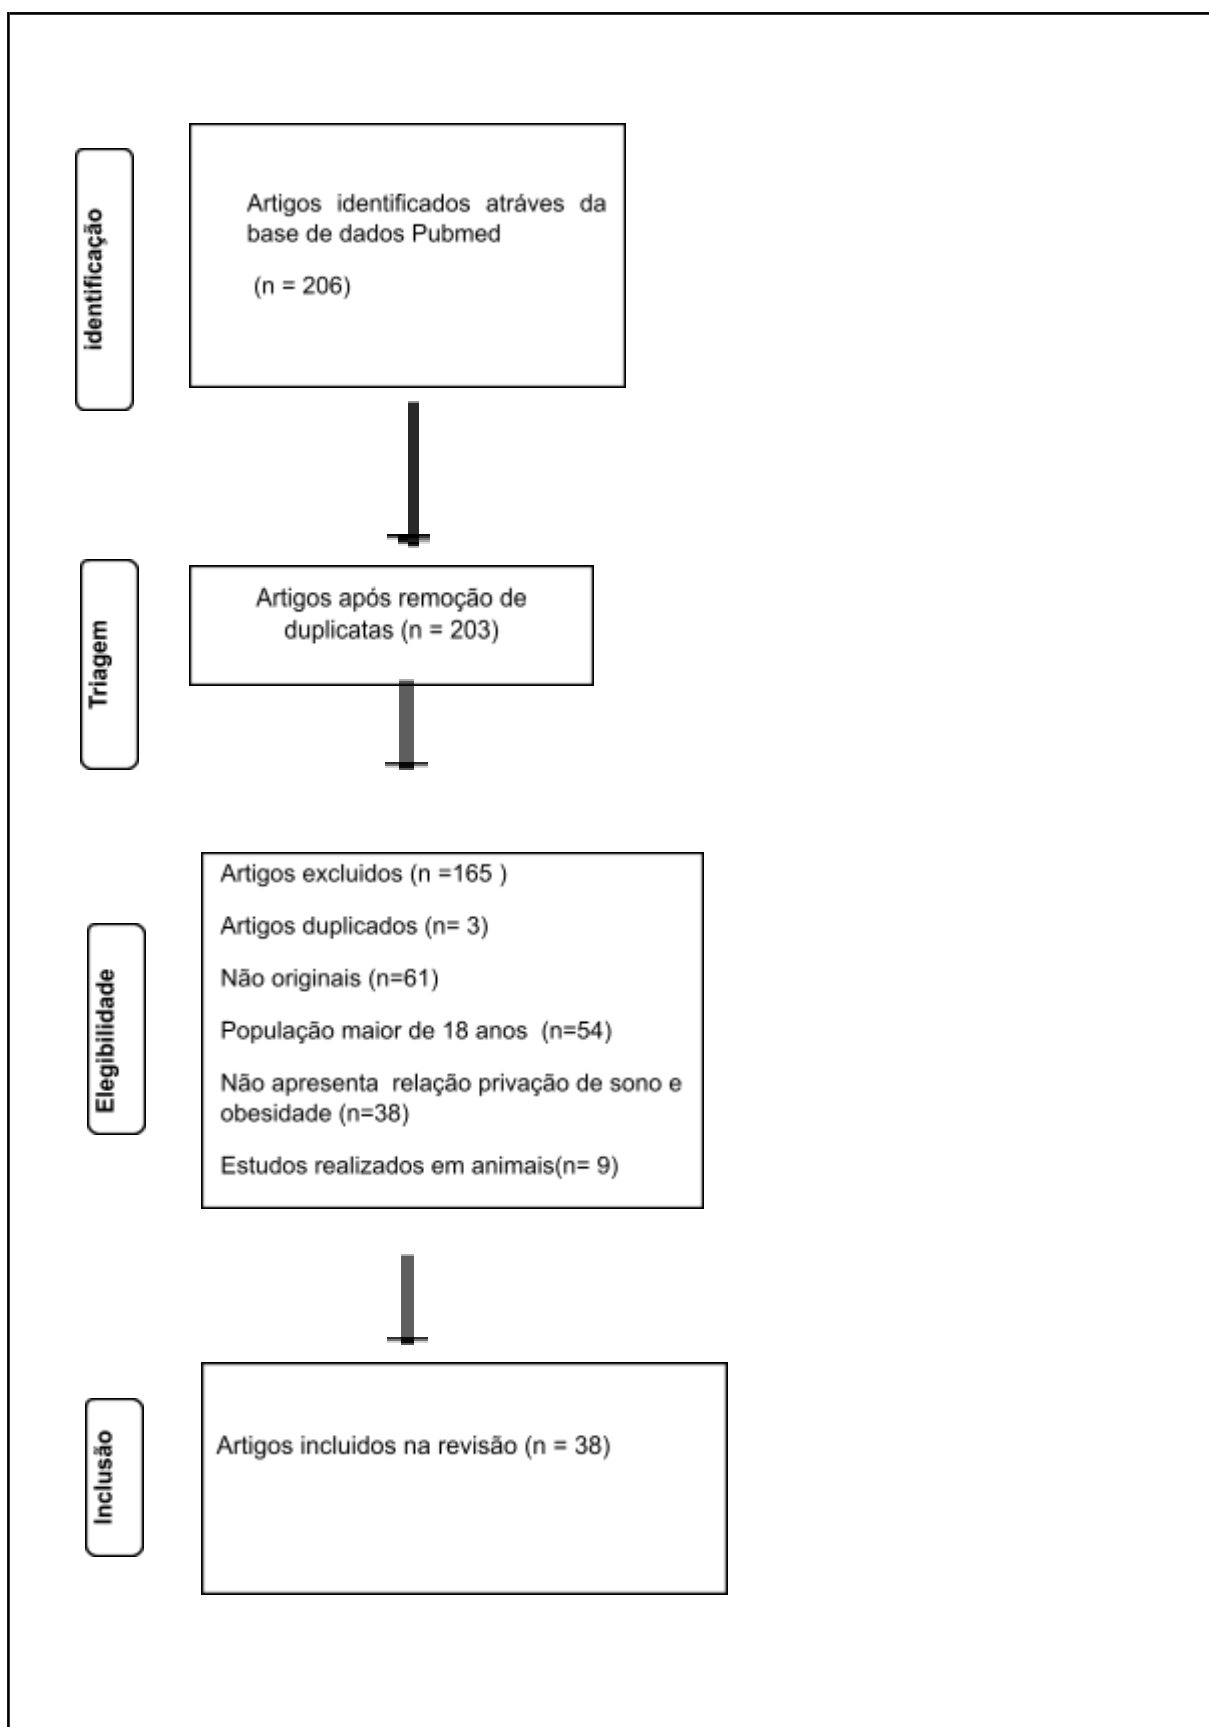 identificação
Artigos identificados atráves da
base de dados Pubmed
(n = 206)
Triagem
Artigos após remoção de
duplicatas (n = 203)
Elegibilidade
Artigos excluidos (n =165 )
Artigos duplicados (n= 3)
Não originais (n=61)
População maior de 18 anos (n=54)
Não apresenta relação privação de sono e
obesidade (n=38)
Estudos realizados em animais(n= 9)
Inclusão
Artigos incluidos na revisão (n = 38)